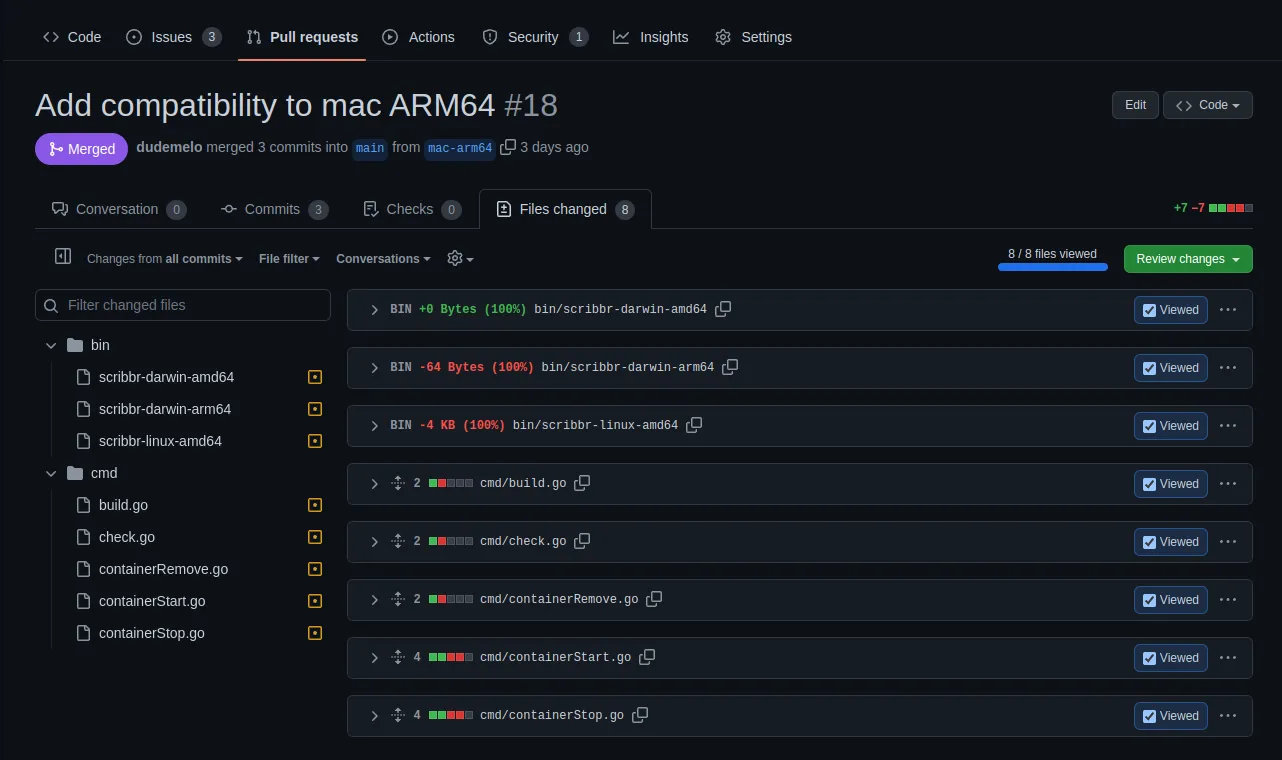 Code Issues 3 Pull requests Actions Security 1 Insights Settings
Add compatibility to mac ARM64 #18
Edit Code
Merged dudemelo merged 3 commits into main from mac-arm64 3 days ago
Conversation 0 Commits 3 Checks 0 Files changed 8
+7 −7
Changes from all commits File filter Conversations
8 / 8 files viewed
Review changes
Filter changed files
bin
scribbr-darwin-amd64
scribbr-darwin-arm64
scribbr-linux-amd64
cmd
build.go
check.go
containerRemove.go
containerStart.go
containerStop.go
BIN +0 Bytes (100%) bin/scribbr-darwin-amd64 Viewed
BIN -64 Bytes (100%) bin/scribbr-darwin-arm64 Viewed
BIN -4 KB (100%) bin/scribbr-linux-amd64 Viewed
2 cmd/build.go Viewed
2 cmd/check.go Viewed
2 cmd/containerRemove.go Viewed
4 cmd/containerStart.go Viewed
4 cmd/containerStop.go Viewed